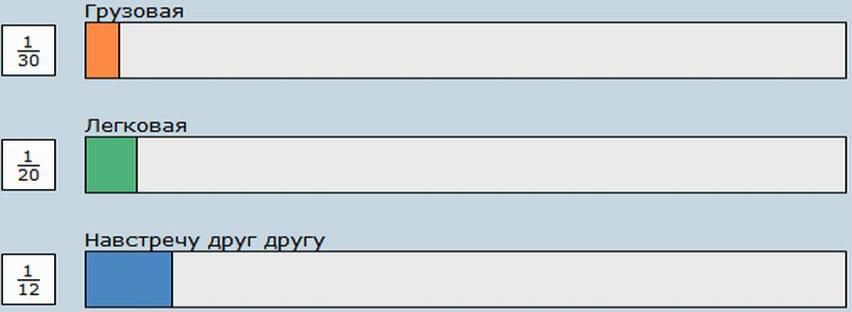 Грузовая
1/30
Легковая
1/20
Навстречу друг другу
1/12